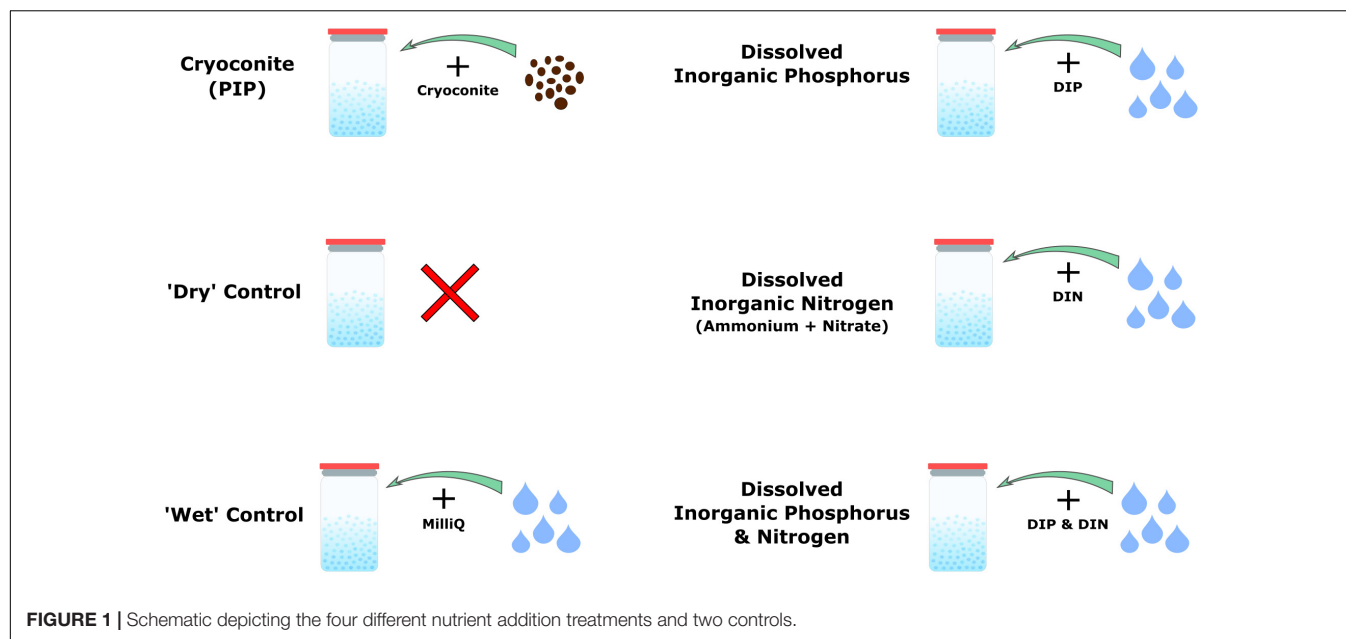 Cryoconite
(PIP)
+
Cryoconite
Dissolved
Inorganic Phosphorus
+
DIP
'Dry' Control
Dissolved
Inorganic Nitrogen
(Ammonium + Nitrate)
+
DIN
'Wet' Control
+
MilliQ
Dissolved
Inorganic Phosphorus
& Nitrogen
+
DIP & DIN
FIGURE 1 | Schematic depicting the four different nutrient addition treatments and two controls.